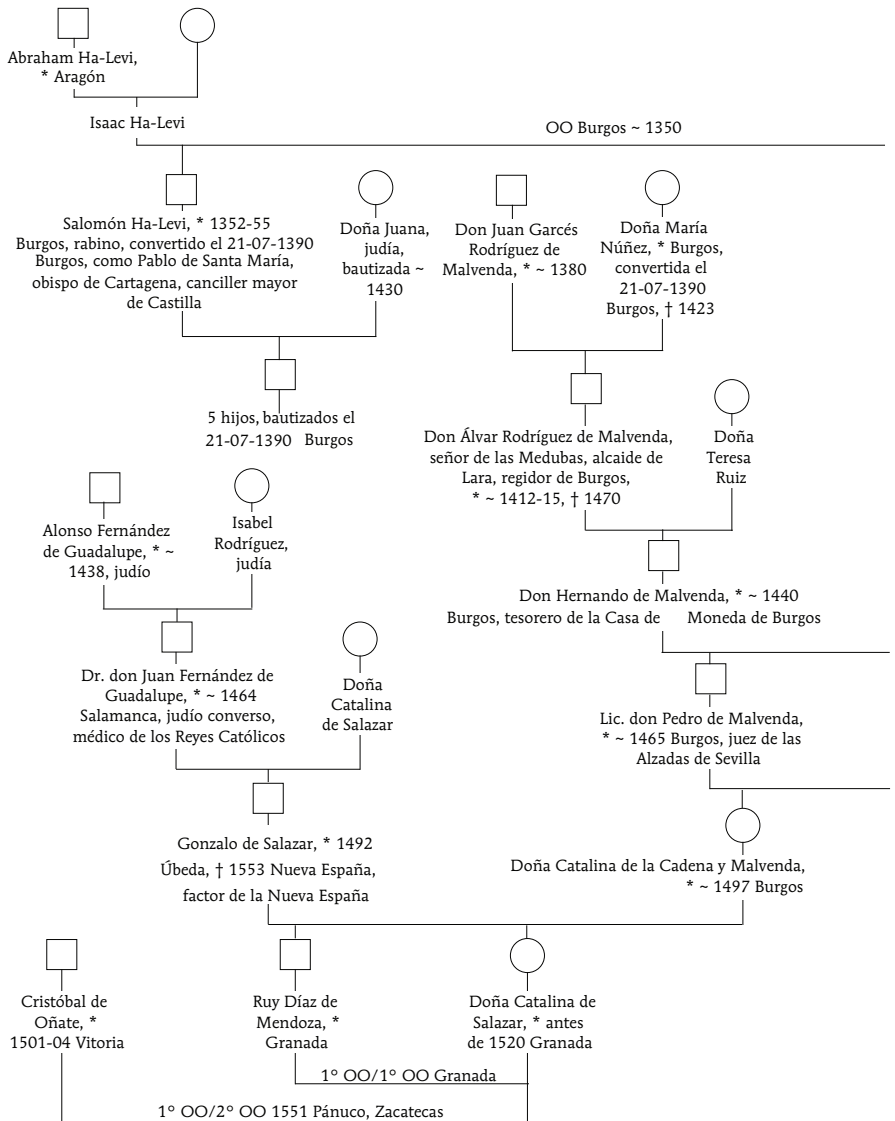 Abraham Ha-Levi,
* Aragón
Isaac Ha-Levi
OO Burgos ~ 1350
Salomón Ha-Levi, * 1352-55
Burgos, rabino, convertido el 21-07-1390
Burgos, como Pablo de Santa María,
obispo de Cartagena, canciller mayor
de Castilla
Doña Juana,
judía,
bautizada ~
1430
Don Juan Garcés
Rodríguez de
Malvenda, * ~ 1380
Doña María
Núñez, * Burgos,
convertida el
21-07-1390
Burgos, † 1423
5 hijos, bautizados el
21-07-1390 Burgos
Don Álvar Rodríguez de Malvenda,
señor de las Medubas, alcaide de
Lara, regidor de Burgos,
* ~ 1412-15, † 1470
Doña
Teresa
Ruiz
Alonso Fernández
de Guadalupe, * ~
1438, judío
Isabel
Rodríguez,
judía
Don Hernando de Malvenda, * ~ 1440
Burgos, tesorero de la Casa de Moneda de Burgos
Dr. don Juan Fernández de
Guadalupe, * ~ 1464
Salamanca, judío converso,
médico de los Reyes Católicos
Doña
Catalina
de Salazar
Lic. don Pedro de Malvenda,
* ~ 1465 Burgos, juez de las
Alzadas de Sevilla
Gonzalo de Salazar, * 1492
Úbeda, † 1553 Nueva España,
factor de la Nueva España
Doña Catalina de la Cadena y Malvenda,
* ~ 1497 Burgos
Cristóbal de
Oñate, *
1501-04 Vitoria
Ruy Díaz de
Mendoza, *
Granada
Doña Catalina de
Salazar, * antes
de 1520 Granada
1° OO/1° OO Granada
1° OO/2° OO 1551 Pánuco, Zacatecas